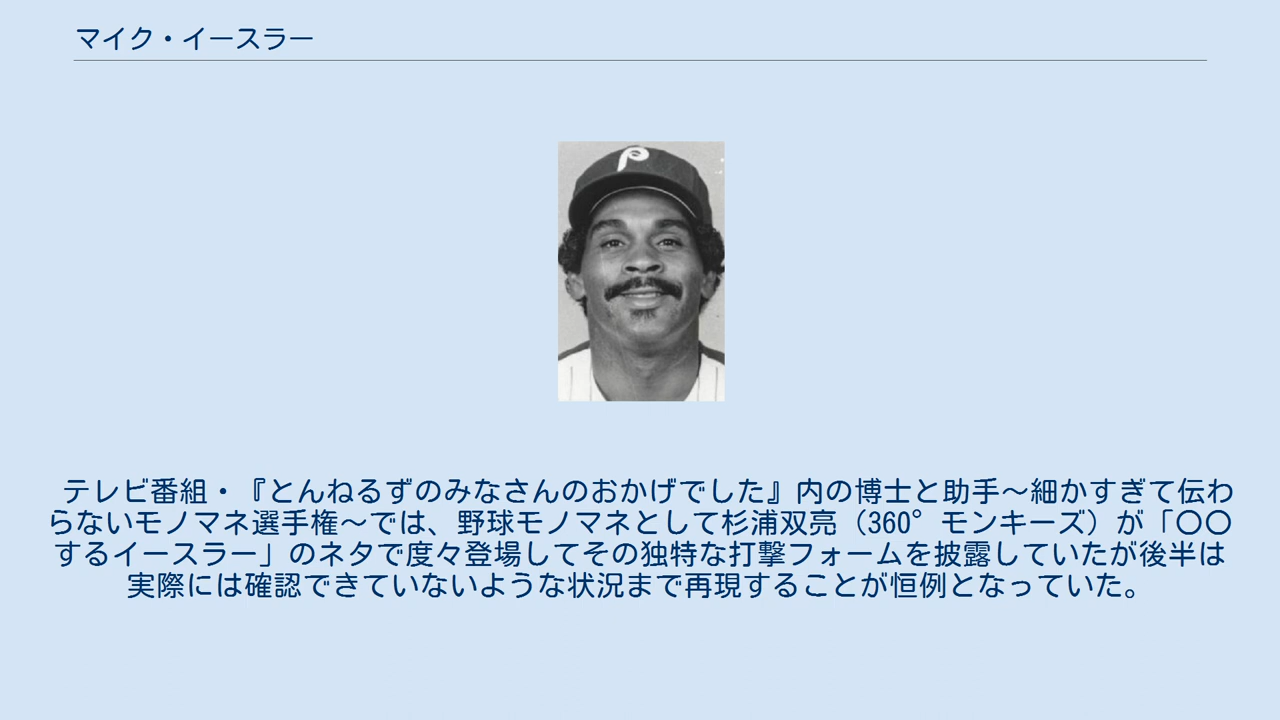 マイク・イースラー
P
テレビ番組・『とんねるずのみなさんのおかげでした』内の博士と助手～細かすぎて伝わ
らないモノマネ選手権～では、野球モノマネとして杉浦双亮（360°モンキーズ）が「〇〇
するイースラー」のネタで度々登場してその独特な打撃フォームを披露していたが後半は
実際には確認できていないような状況まで再現することが恒例となっていた。